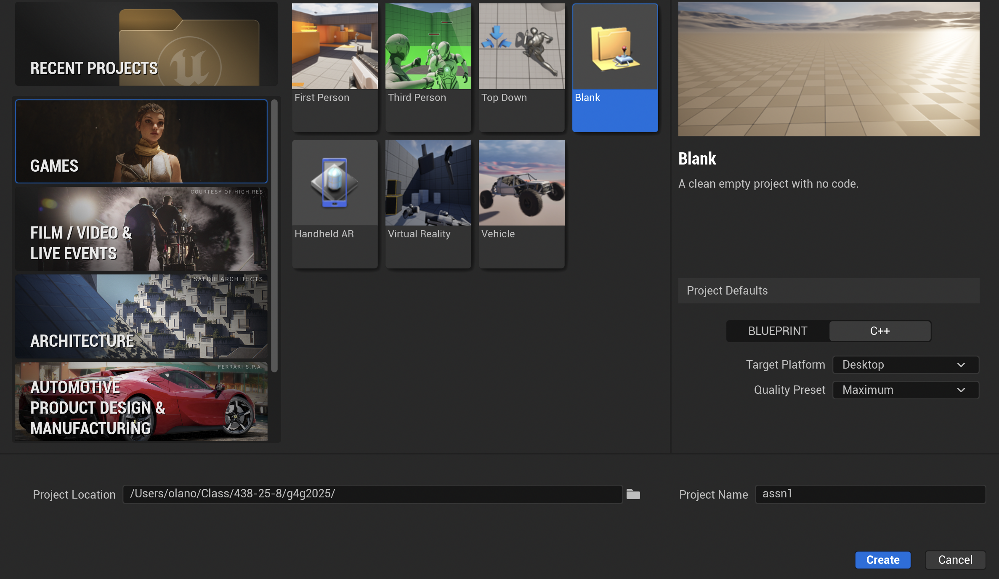 RECENT PROJECTS
GAMES
COURTESY OF HIGH RES
FILM / VIDEO &
LIVE EVENTS
SAFDIE ARCHITECTS
ARCHITECTURE
FERRARI S.P.A.
AUTOMOTIVE
PRODUCT DESIGN &
MANUFACTURING
First Person
Third Person
Top Down
Blank
Handheld AR
Virtual Reality
Vehicle
Blank
A clean empty project with no code.
Project Defaults
BLUEPRINT
C++
Target Platform
Desktop
Quality Preset
Maximum
Project Location
/Users/olano/Class/438-25-8/g4g2025/
Project Name
assn1
Create
Cancel